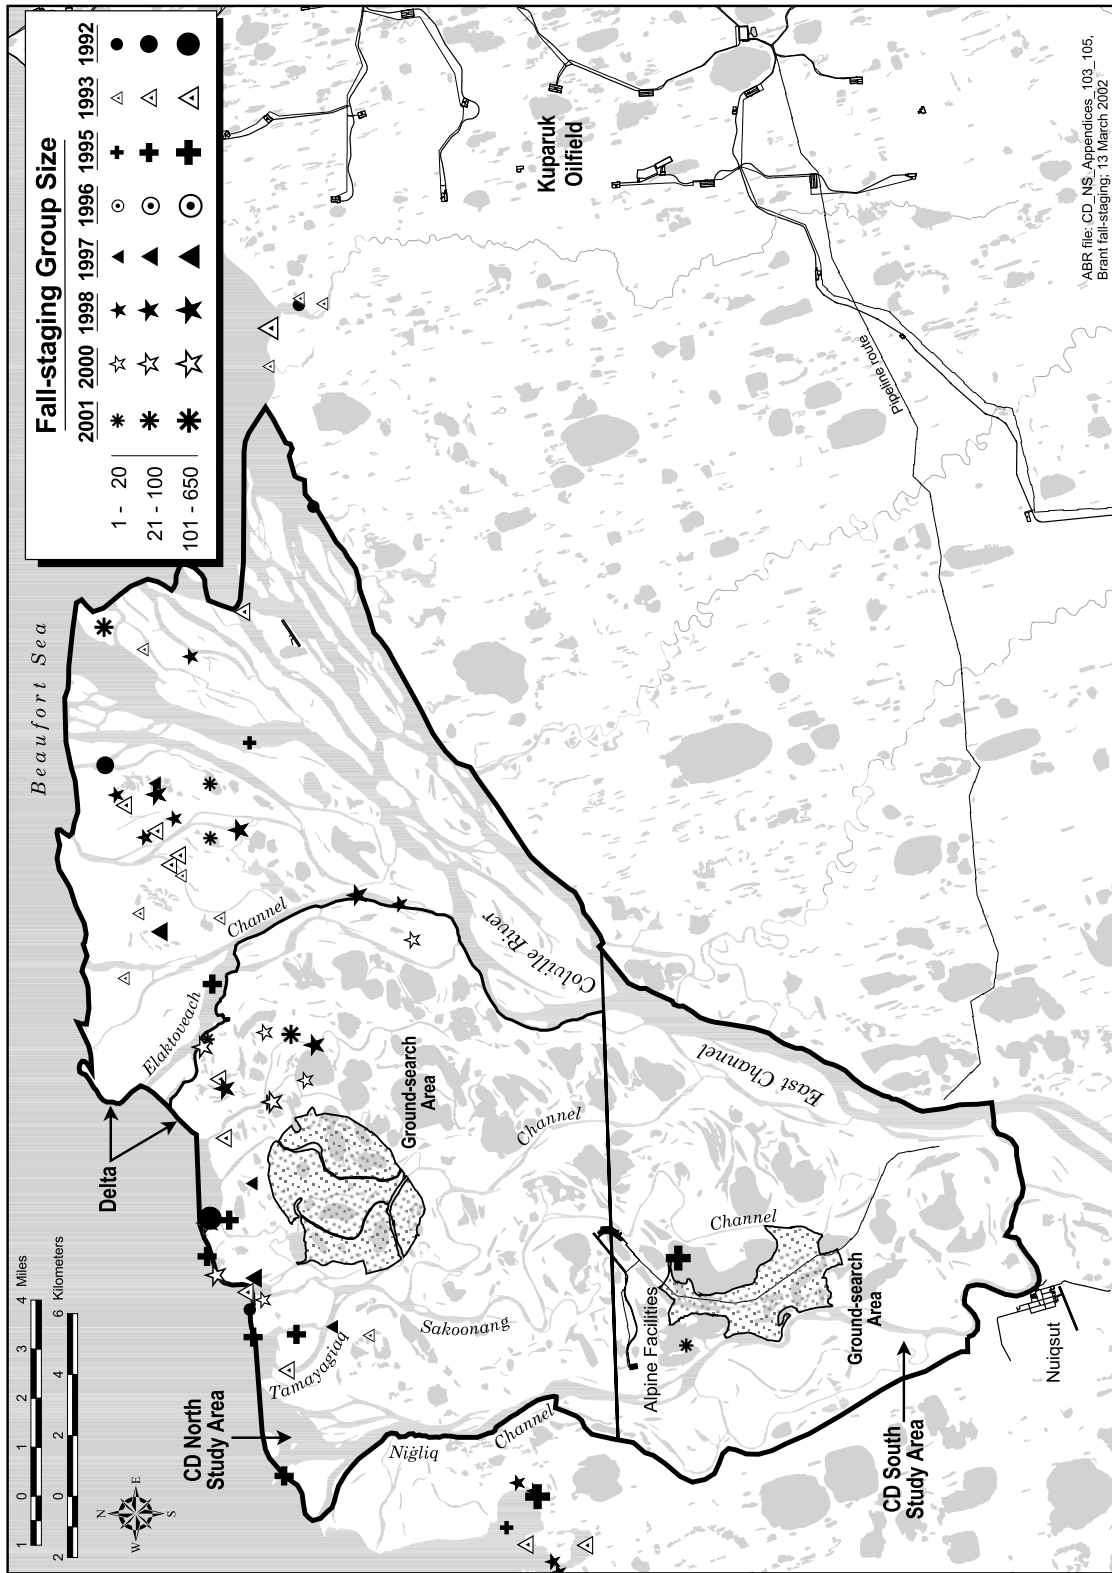 Fall-staging Group Size
2001 2000 1998 1997 1996 1995 1993 1992
1 - 20
21 - 100
101 - 650
Beaufort Sea
Kuparuk
Oilfield
Pipeline route
Delta
Elaktoveach
Channel
Colville River
East Channel
Ground-search
Area
Channel
Sakoonang
Tamayagiaq
CD North
Study Area
Niġliq
Channel
Alpine Facilities
Channel
Ground-search
Area
CD South
Study Area
Nuiqsut
1 0 1 2 3 4 Miles
2 0 2 4 6 Kilometers
N
E
S
W
ABR file: CD_NS_Appendices_103_105,
Brant fall-staging; 13 March 2002